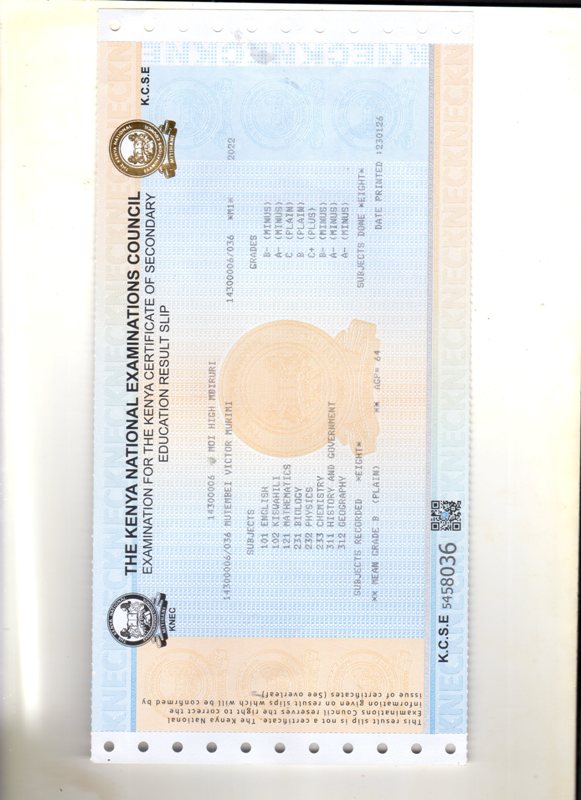 THE KENYA NATIONAL EXAMINATIONS COUNCIL
EXAMINATION FOR THE KENYA CERTIFICATE OF SECONDARY
EDUCATION RESULT SLIP
KNEC
K.C.S.E
14300006 MOI HIGH MBIRURI
14300006/036 MUTEMBEI VICTOR MURIMI 14300006/036 *M1* 2022
SUBJECTS GRADES
101 ENGLISH B- (MINUS)
102 KISWAHILI A- (MINUS)
121 MATHEMATICS C (PLAIN)
231 BIOLOGY B (PLAIN)
232 PHYSICS C+ (PLUS)
233 CHEMISTRY B- (MINUS)
311 HISTORY AND GOVERNMENT A- (MINUS)
312 GEOGRAPHY A- (MINUS)
SUBJECTS RECORDED *EIGHT* SUBJECTS DONE *EIGHT*
** MEAN GRADE B (PLAIN) ** AGP= 64 DATE PRINTED :230126
K.C.S.E 5458036
This result slip is not a certificate. The Kenya National
Examinations Council reserves the right to correct the
information given on result slips which will be confirmed by
issue of certificates (See overleaf)